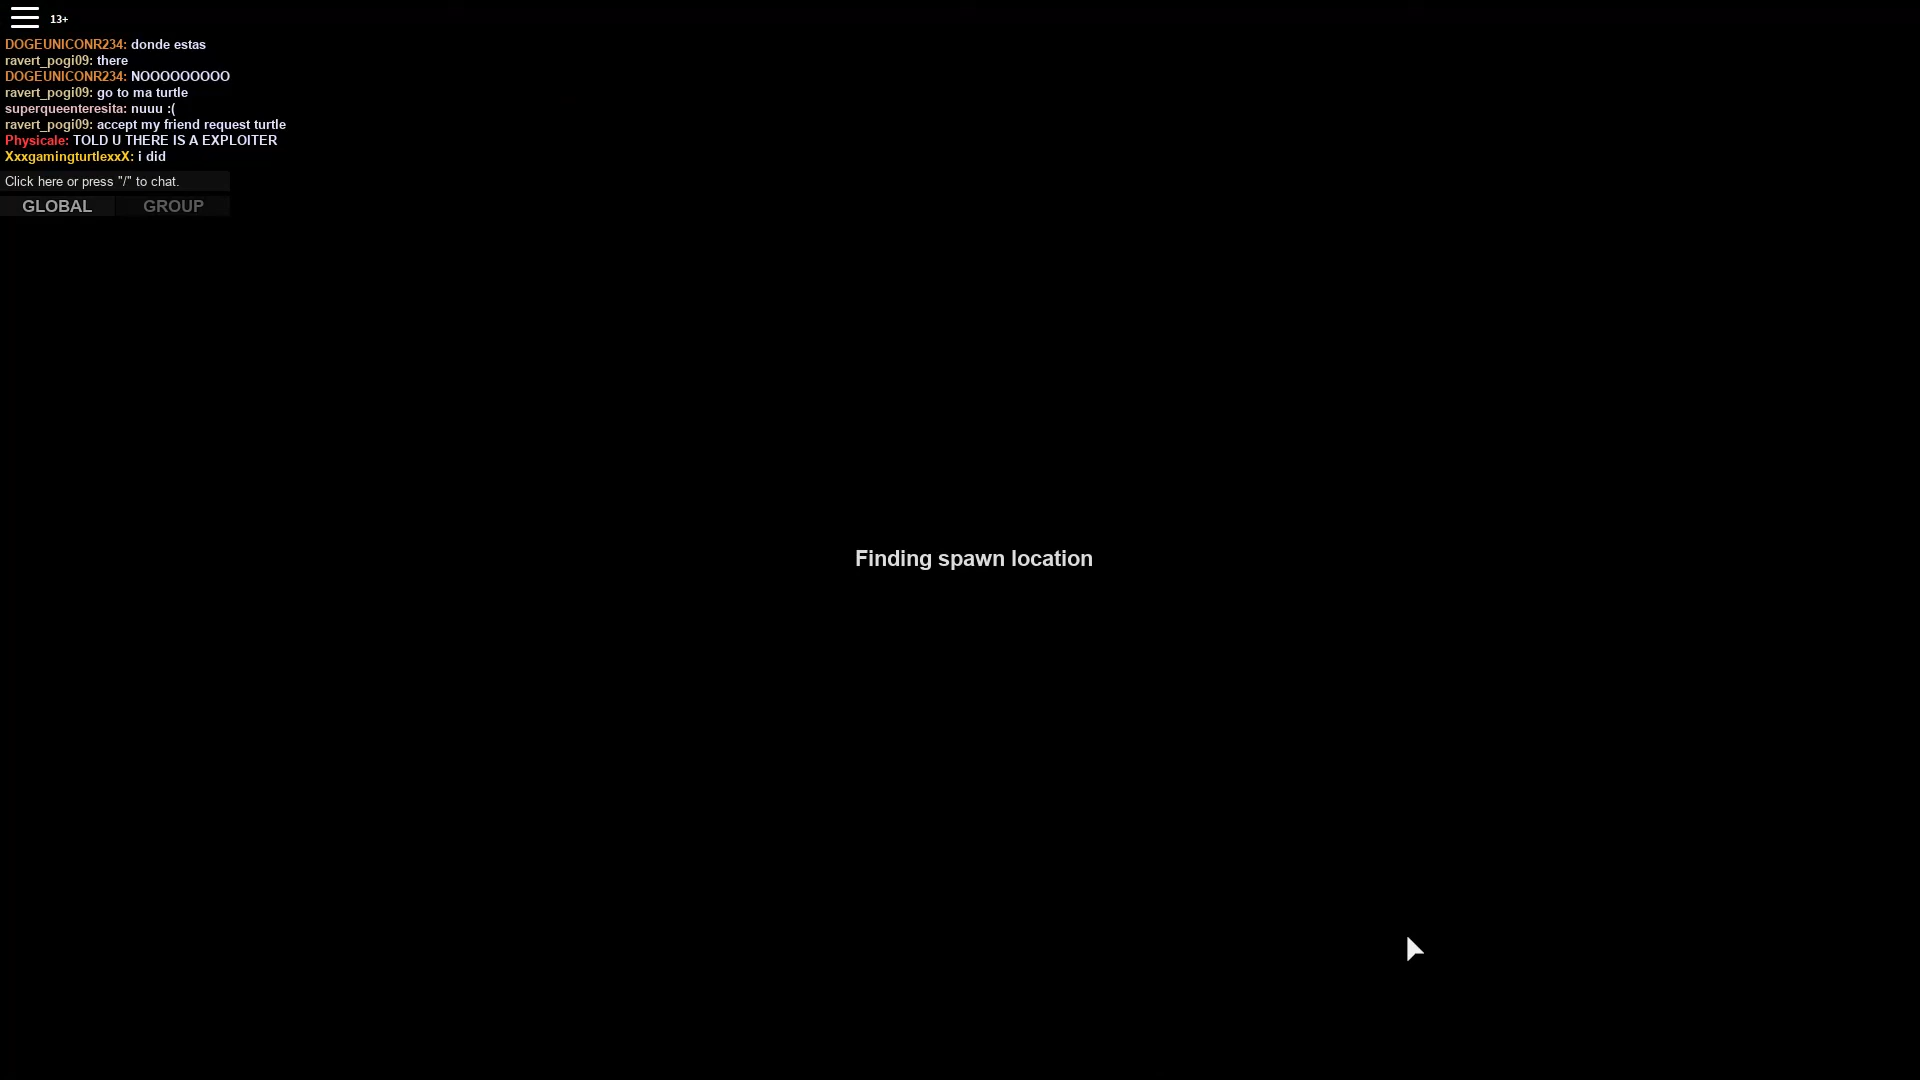 13+
DOGEUNICONR234: donde estas
ravert_pogi09: there
DOGEUNICONR234: NOOOOOOOOO
ravert_pogi09: go to ma turtle
superqueenteresita: nuuu :(
ravert_pogi09: accept my friend request turtle
Physicale: TOLD U THERE IS A EXPLOITER
XxxgamingturtlexxX: i did
Click here or press "/" to chat.
GLOBAL GROUP
Finding spawn location